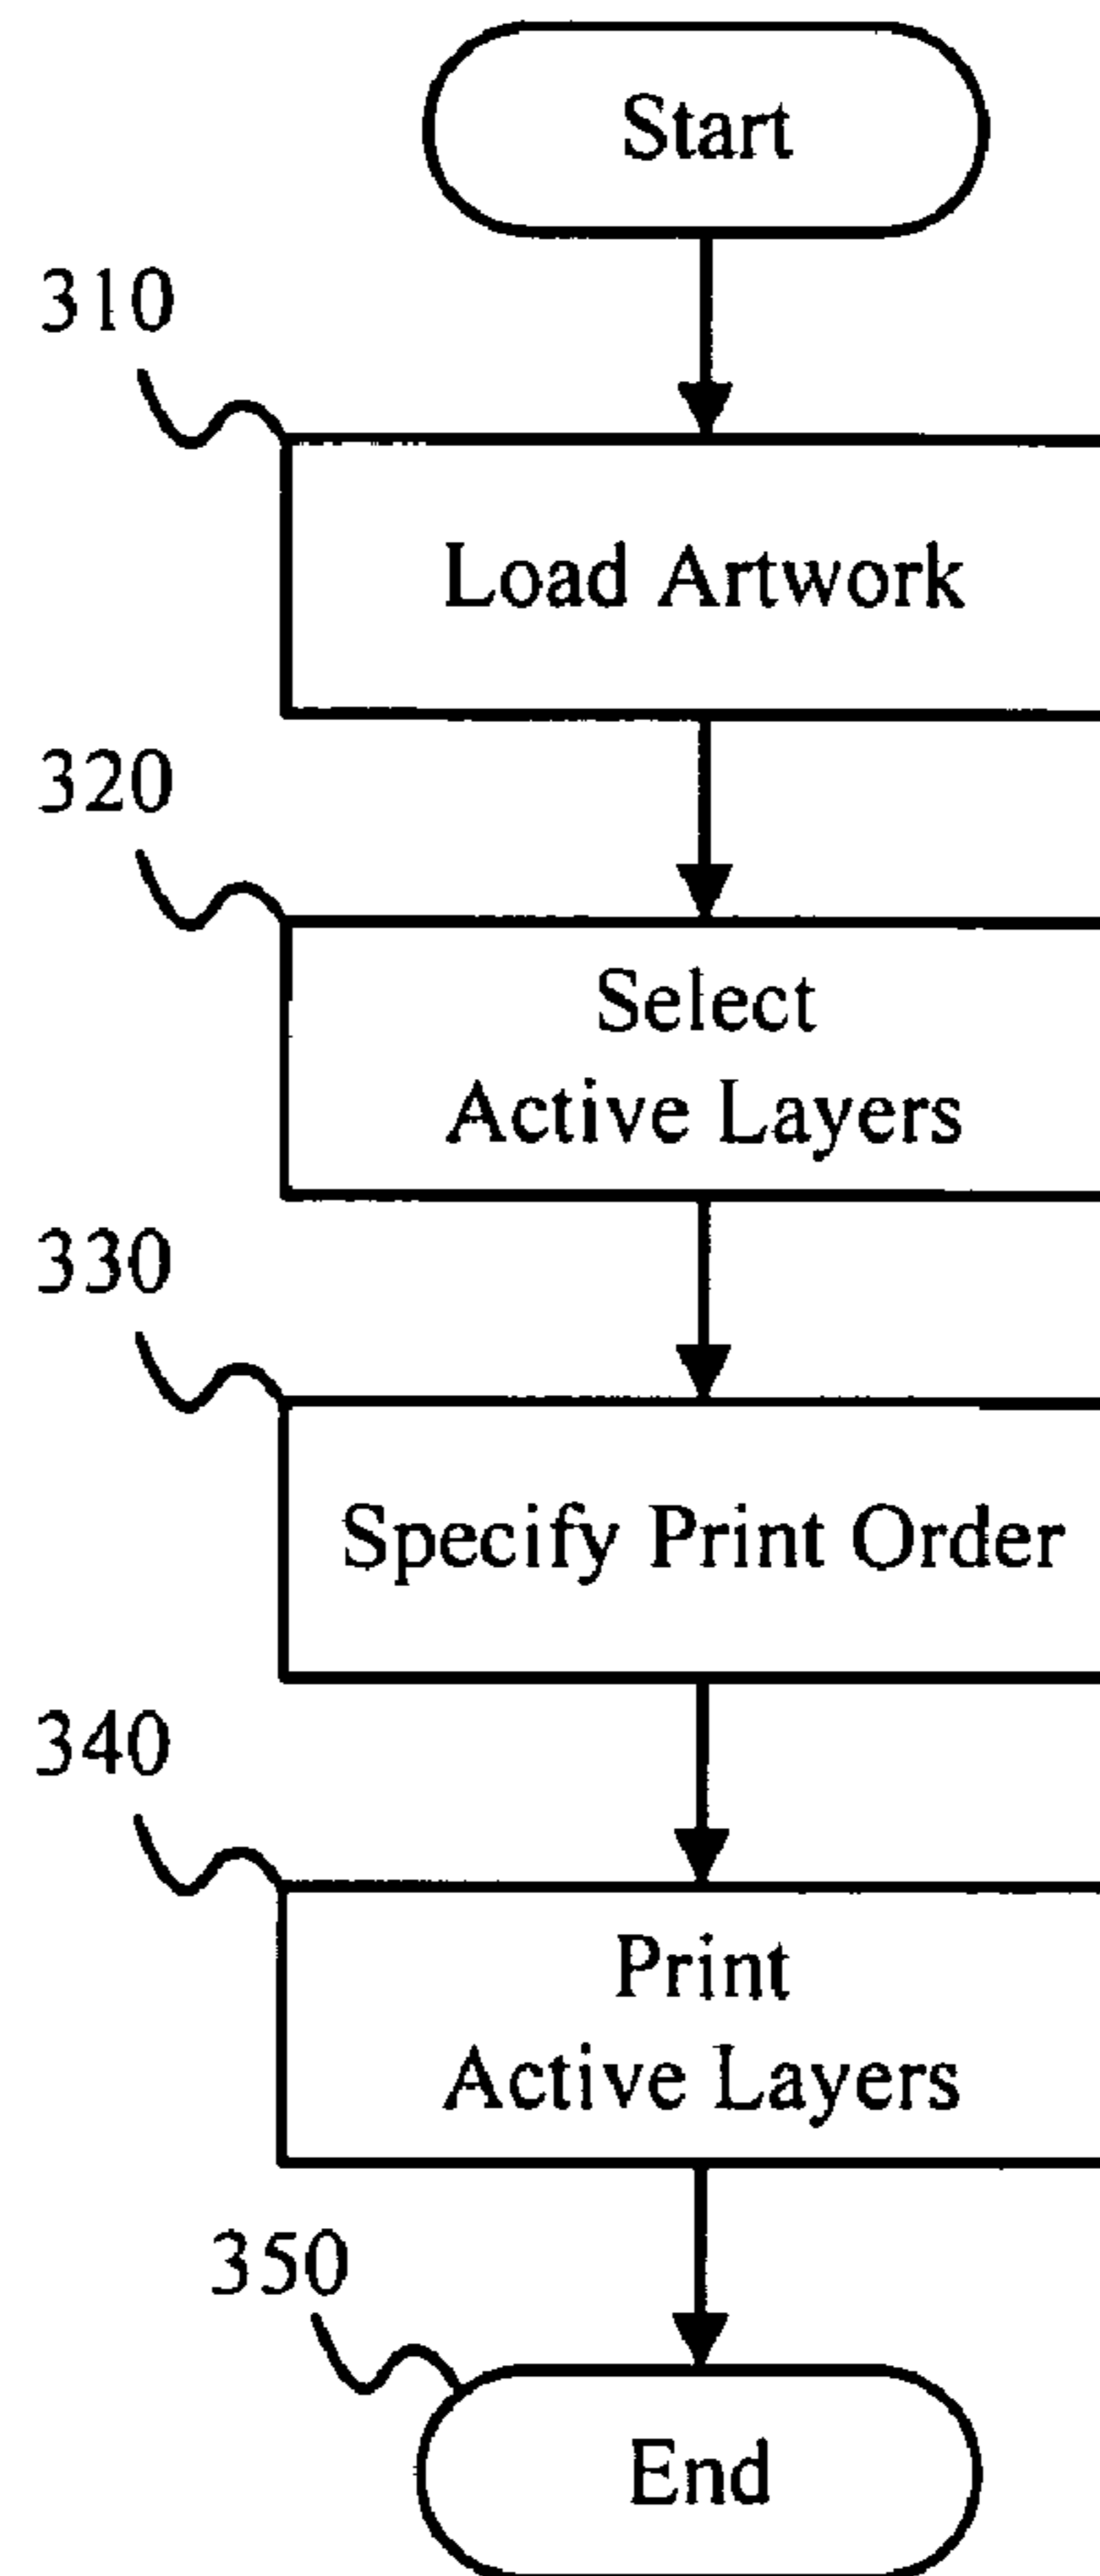 Start
310
Load Artwork
320
Select
Active Layers
330
Specify Print Order
340
Print
Active Layers
350
End